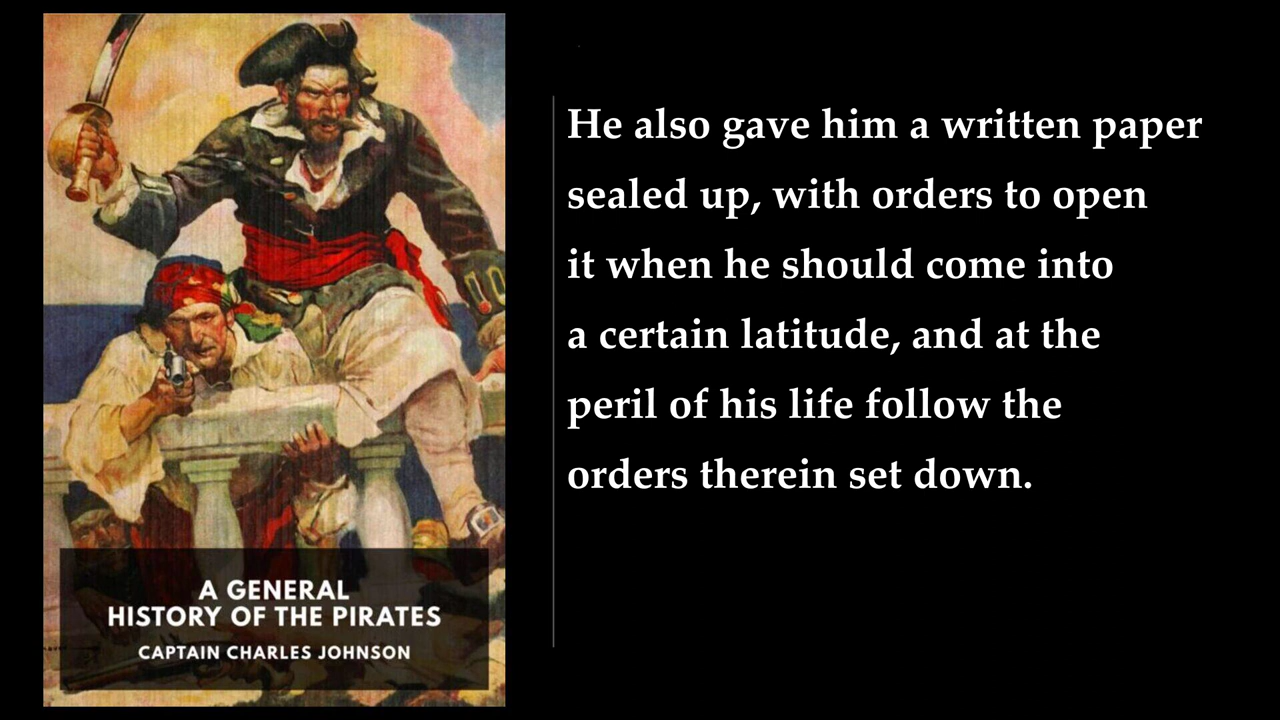 A GENERAL
HISTORY OF THE PIRATES
CAPTAIN CHARLES JOHNSON
He also gave him a written paper
sealed up, with orders to open
it when he should come into
a certain latitude, and at the
peril of his life follow the
orders therein set down.